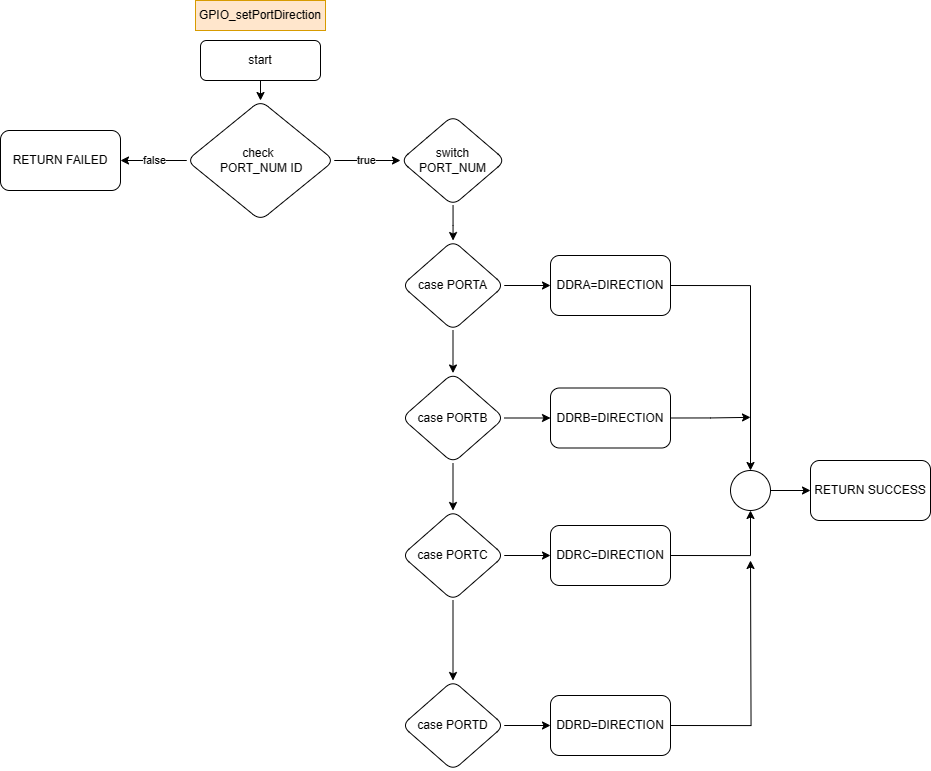 GPIO_setPortDirection
start
check
PORT_NUM ID
RETURN FAILED
false
true
switch
PORT_NUM
case PORTA
DDRA=DIRECTION
case PORTB
DDRB=DIRECTION
RETURN SUCCESS
case PORTC
DDRC=DIRECTION
case PORTD
DDRD=DIRECTION